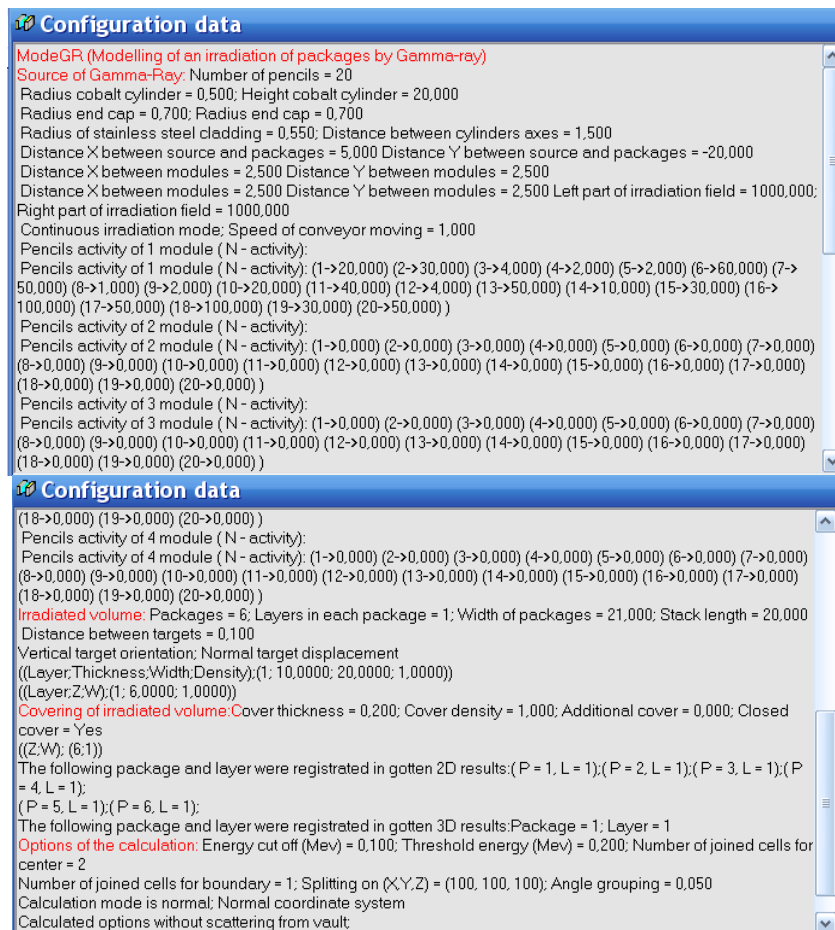 Configuration data
ModeGR (Modelling of an irradiation of packages by Gamma-ray)
Source of Gamma-Ray: Number of pencils = 20
Radius cobalt cylinder = 0,500; Height cobalt cylinder = 20,000
Radius end cap = 0,700; Radius end cap = 0,700
Radius of stainless steel cladding = 0,550; Distance between cylinders axes = 1,500
Distance X between source and packages = 5,000 Distance Y between source and packages = -20,000
Distance X between modules = 2,500 Distance Y between modules = 2,500
Distance X between modules = 2,500 Distance Y between modules = 2,500 Left part of irradiation field = 1000,000;
Right part of irradiation field = 1000,000
Continuous irradiation mode; Speed of conveyor moving = 1,000
Pencils activity of 1 module ( N - activity):
Pencils activity of 1 module ( N - activity): (1->20,000) (2->30,000) (3->4,000) (4->2,000) (5->2,000) (6->60,000) (7->
50,000) (8->1,000) (9->2,000) (10->20,000) (11->40,000) (12->4,000) (13->50,000) (14->10,000) (15->30,000) (16->
100,000) (17->50,000) (18->100,000) (19->30,000) (20->50,000) )
Pencils activity of 2 module ( N - activity):
Pencils activity of 2 module ( N - activity): (1->0,000) (2->0,000) (3->0,000) (4->0,000) (5->0,000) (6->0,000) (7->0,000)
(8->0,000) (9->0,000) (10->0,000) (11->0,000) (12->0,000) (13->0,000) (14->0,000) (15->0,000) (16->0,000) (17->0,000)
(18->0,000) (19->0,000) (20->0,000) )
Pencils activity of 3 module ( N - activity):
Pencils activity of 3 module ( N - activity): (1->0,000) (2->0,000) (3->0,000) (4->0,000) (5->0,000) (6->0,000) (7->0,000)
(8->0,000) (9->0,000) (10->0,000) (11->0,000) (12->0,000) (13->0,000) (14->0,000) (15->0,000) (16->0,000) (17->0,000)
(18->0,000) (19->0,000) (20->0,000) )
Configuration data
(18->0,000) (19->0,000) (20->0,000) )
Pencils activity of 4 module ( N - activity):
Pencils activity of 4 module ( N - activity): (1->0,000) (2->0,000) (3->0,000) (4->0,000) (5->0,000) (6->0,000) (7->0,000)
(8->0,000) (9->0,000) (10->0,000) (11->0,000) (12->0,000) (13->0,000) (14->0,000) (15->0,000) (16->0,000) (17->0,000)
(18->0,000) (19->0,000) (20->0,000) )
Irradiated volume: Packages = 6; Layers in each package = 1; Width of packages = 21,000; Stack length = 20,000
Distance between targets = 0,100
Vertical target orientation; Normal target displacement
((Layer;Thickness;Width;Density);(1; 10,0000; 20,0000; 1,0000))
((Layer;Z;W);(1; 6,0000; 1,0000))
Covering of irradiated volume:Cover thickness = 0,200; Cover density = 1,000; Additional cover = 0,000; Closed
cover = Yes
((Z;W); (6;1))
The following package and layer were registrated in gotten 2D results:( P = 1, L = 1);( P = 2, L = 1);( P = 3, L = 1);( P
= 4, L = 1);
( P = 5, L = 1);( P = 6, L = 1);
The following package and layer were registrated in gotten 3D results:Package = 1; Layer = 1
Options of the calculation: Energy cut off (Mev) = 0,100; Threshold energy (Mev) = 0,200; Number of joined cells for
center = 2
Number of joined cells for boundary = 1; Splitting on (X,Y,Z) = (100, 100, 100); Angle grouping = 0,050
Calculation mode is normal; Normal coordinate system
Calculated options without scattering from vault;